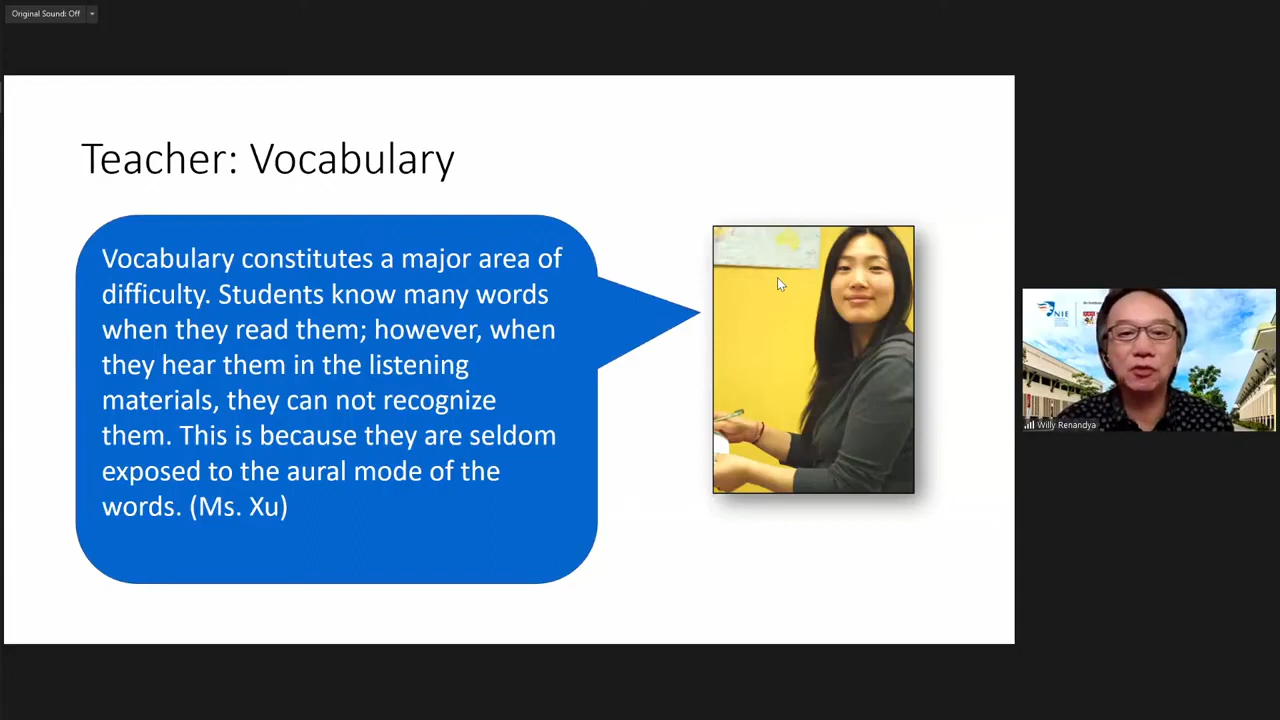 Original Sound: Off
Teacher: Vocabulary
Vocabulary constitutes a major area of
difficulty. Students know many words
when they read them; however, when
they hear them in the listening
materials, they can not recognize
them. This is because they are seldom
exposed to the aural mode of the
words. (Ms. Xu)
NIE
Willy Renandya